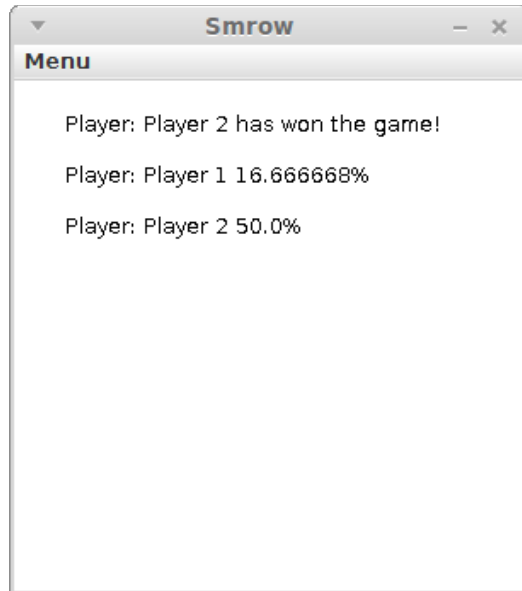 Smrow
Menu
Player: Player 2 has won the game!
Player: Player 1 16.666668%
Player: Player 2 50.0%